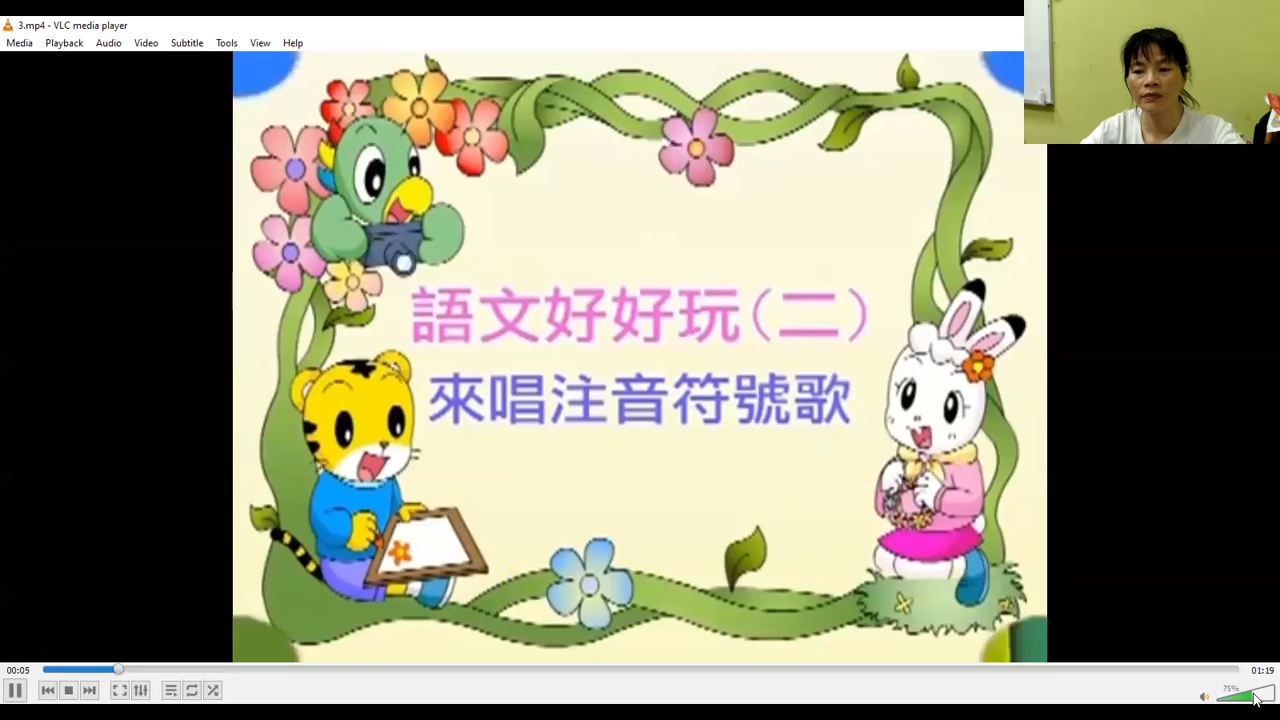 3.mp4 - VLC media player
Media Playback Audio Video Subtitle Tools View Help
語文好好玩(二)
來唱注音符號歌
00:05
01:19
75%